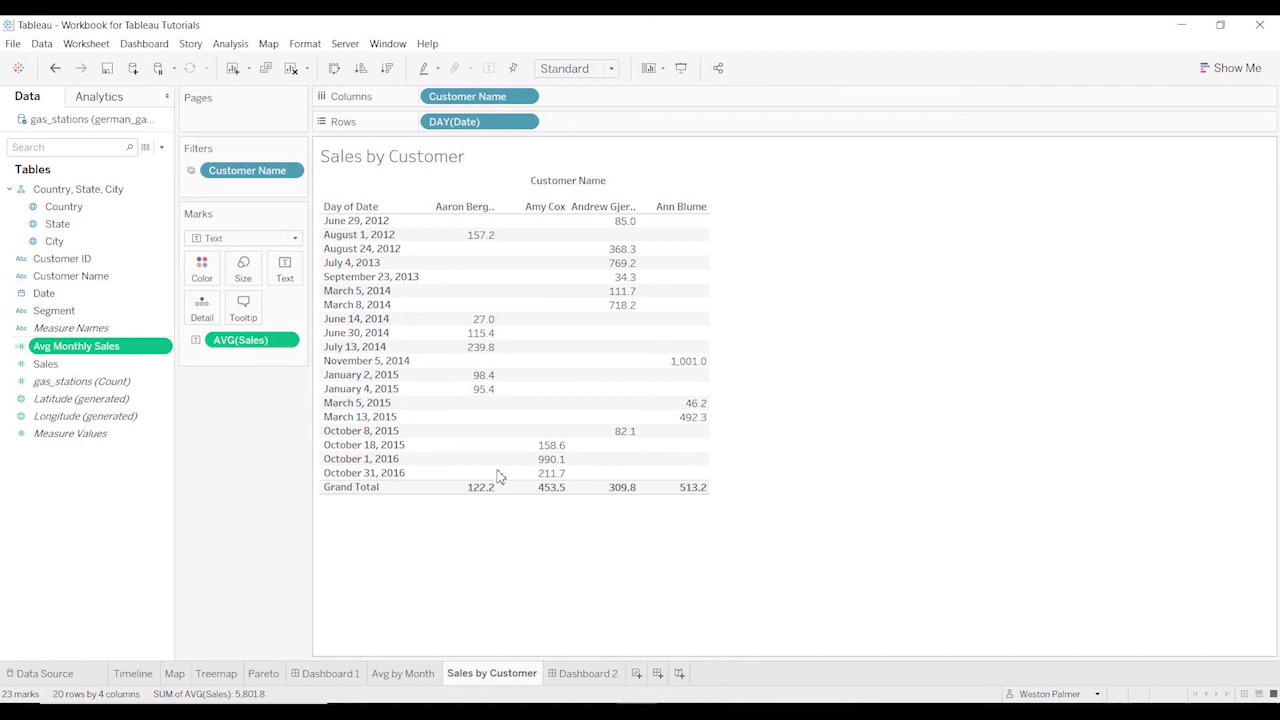 Tableau - Workbook for Tableau Tutorials
File Data Worksheet Dashboard Story Analysis Map Format Server Window Help
Standard
Show Me
Data Analytics
gas_stations (german_ga...
Search
Tables
Country, State, City
Country
State
City
Abc Customer ID
Abc Customer Name
Date
Abc Segment
Abc Measure Names
Avg Monthly Sales
Sales
gas_stations (Count)
Latitude (generated)
Longitude (generated)
Measure Values
Pages
Filters
Customer Name
Marks
Text
Color Size Text
Detail Tooltip
AVG(Sales)
Columns Customer Name
Rows DAY(Date)
Sales by Customer
Customer Name
Day of Date Aaron Berg.. Amy Cox Andrew Gjer.. Ann Blume
June 29, 2012 85.0
August 1, 2012 157.2
August 24, 2012 368.3
July 4, 2013 769.2
September 23, 2013 34.3
March 5, 2014 111.7
March 8, 2014 718.2
June 14, 2014 27.0
June 30, 2014 115.4
July 13, 2014 239.8
November 5, 2014 1,001.0
January 2, 2015 98.4
January 4, 2015 95.4
March 5, 2015 46.2
March 13, 2015 492.3
October 8, 2015 82.1
October 18, 2015 158.6
October 1, 2016 990.1
October 31, 2016 211.7
Grand Total 122.2 453.5 309.8 513.2
Data Source Timeline Map Treemap Pareto Dashboard 1 Avg by Month Sales by Customer Dashboard 2
23 marks 20 rows by 4 columns SUM of AVG(Sales): 5,801.8 Weston Palmer